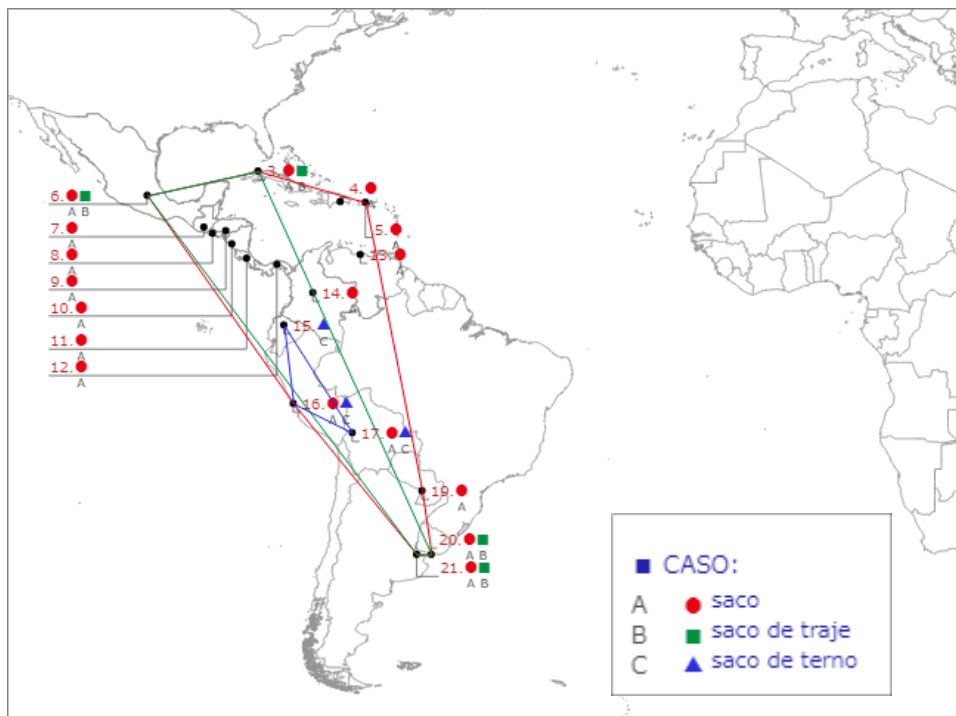 3.
A B
4.
A
6.
A B
5.
A
7.
A
8.
A
13.
A
9.
A
14.
A
10.
A
15.
C
11.
A
12.
A
16.
A C
17.
A C
19.
A
20.
A B
21.
A B
CASO:
A saco
B saco de traje
C saco de terno